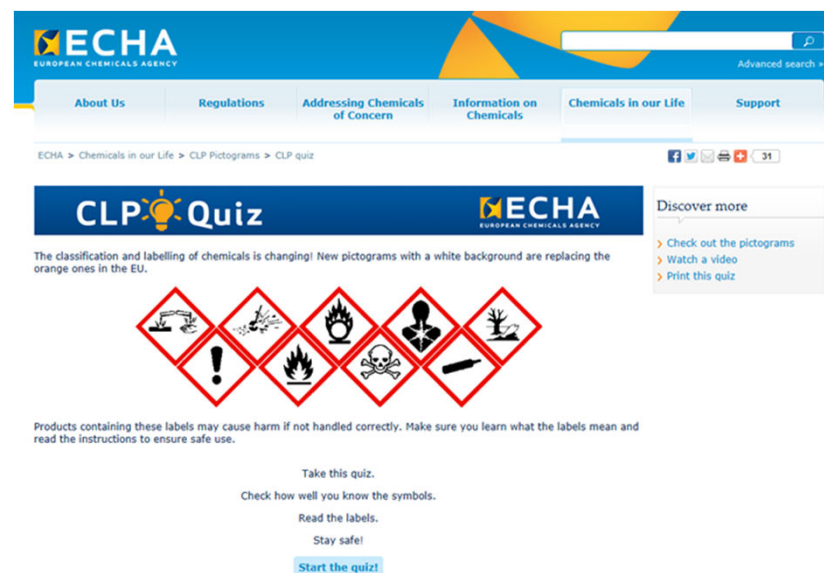 ECHA
EUROPEAN CHEMICALS AGENCY
Advanced search »
About Us
Regulations
Addressing Chemicals
of Concern
Information on
Chemicals
Chemicals in our Life
Support
ECHA > Chemicals in our Life > CLP Pictograms > CLP quiz
31
CLP Quiz
ECHA
EUROPEAN CHEMICALS AGENCY
Discover more
Check out the pictograms
Watch a video
Print this quiz
The classification and labelling of chemicals is changing! New pictograms with a white background are replacing the
orange ones in the EU.
Products containing these labels may cause harm if not handled correctly. Make sure you learn what the labels mean and
read the instructions to ensure safe use.
Take this quiz.
Check how well you know the symbols.
Read the labels.
Stay safe!
Start the quiz!